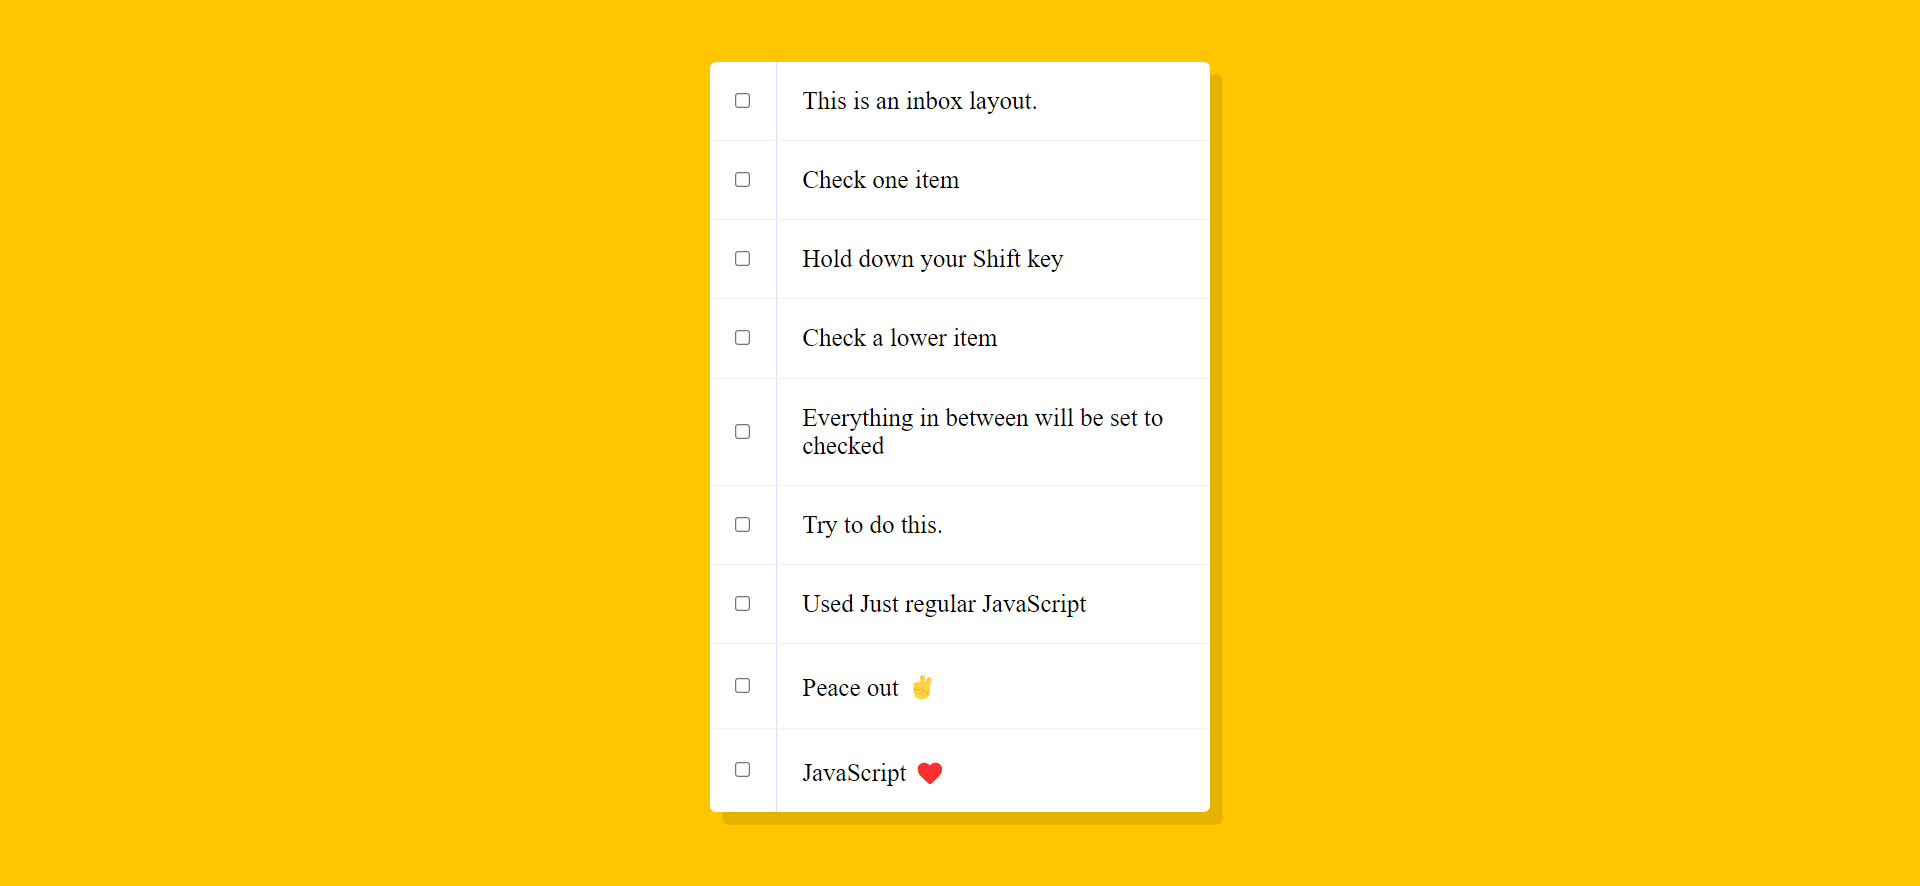 This is an inbox layout.
Check one item
Hold down your Shift key
Check a lower item
Everything in between will be set to
checked
Try to do this.
Used Just regular JavaScript
Peace out ✌️
JavaScript ❤️